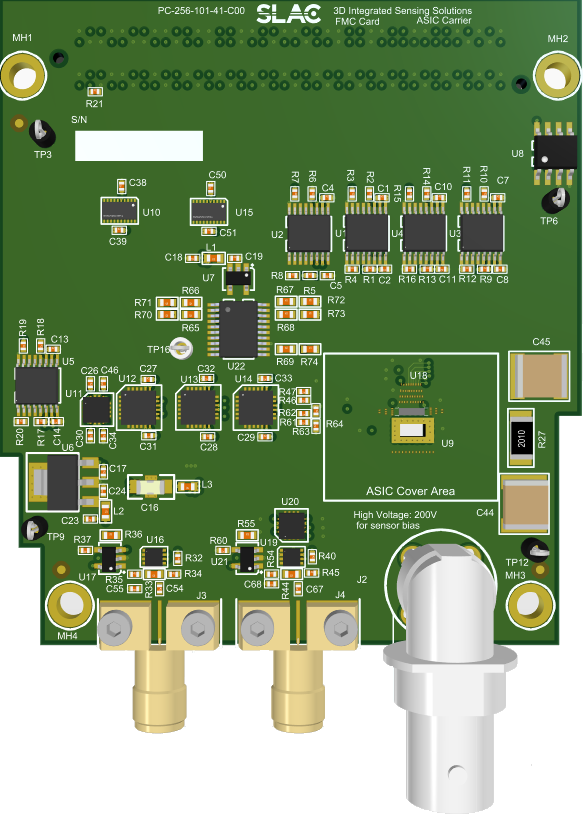 PC-256-101-41-C00 SLAC 3D Integrated Sensing Solutions
FMC Card ASIC Carrier
MH1
MH2
R21
S/N
TP3
U8
TP6
C38
U10
C39
C50
U15
C51
R7 R6 C4
U2
R8 C5
R3 R2 C1
U1
R4 R1 C2
R15 R14 C10
U4
R16 R13 C11
R11 R10 C7
U3
R12 R9 C8
L1
C18 C19
U7
R71 R66
R70
R65
U22
R67 R5 R72
R73
R68
R69 R74
TP16
R19 R18 C13
U5
R20 R17 C14
C26 C46
U11
C30 C34
U12 C27
C31
U13 C32
C28
U14 C33
C29
R47
R46
R62
R61
R63
R64
U18
U9
ASIC Cover Area
High Voltage: 200V
for sensor bias
C45
2010
R27
C44
U6
C17
C24
L2
C23
C16
L3
TP9
R36
R37
U17
R35
C55
U16
R32
R34
R33 C54
R55
R60
U21
U19
U20
R54
C68
R40
R45
R44 C67
TP12
MH3
MH4
J3
J4
J2